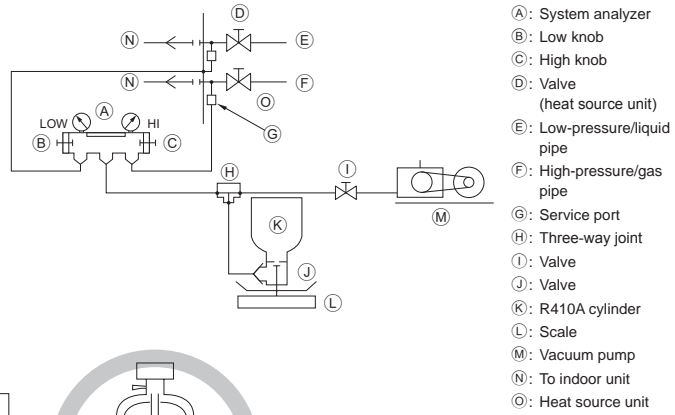 Ⓓ
Ⓝ Ⓔ
Ⓝ Ⓕ
Ⓐ Ⓞ
LOW HI Ⓖ
Ⓑ Ⓒ
Ⓗ Ⓘ
Ⓜ
Ⓚ
Ⓙ
Ⓛ
Ⓐ: System analyzer
Ⓑ: Low knob
Ⓒ: High knob
Ⓓ: Valve
(heat source unit)
Ⓔ: Low-pressure/liquid
pipe
Ⓕ: High-pressure/gas
pipe
Ⓖ: Service port
Ⓗ: Three-way joint
Ⓘ: Valve
Ⓙ: Valve
Ⓚ: R410A cylinder
Ⓛ: Scale
Ⓜ: Vacuum pump
Ⓝ: To indoor unit
Ⓞ: Heat source unit